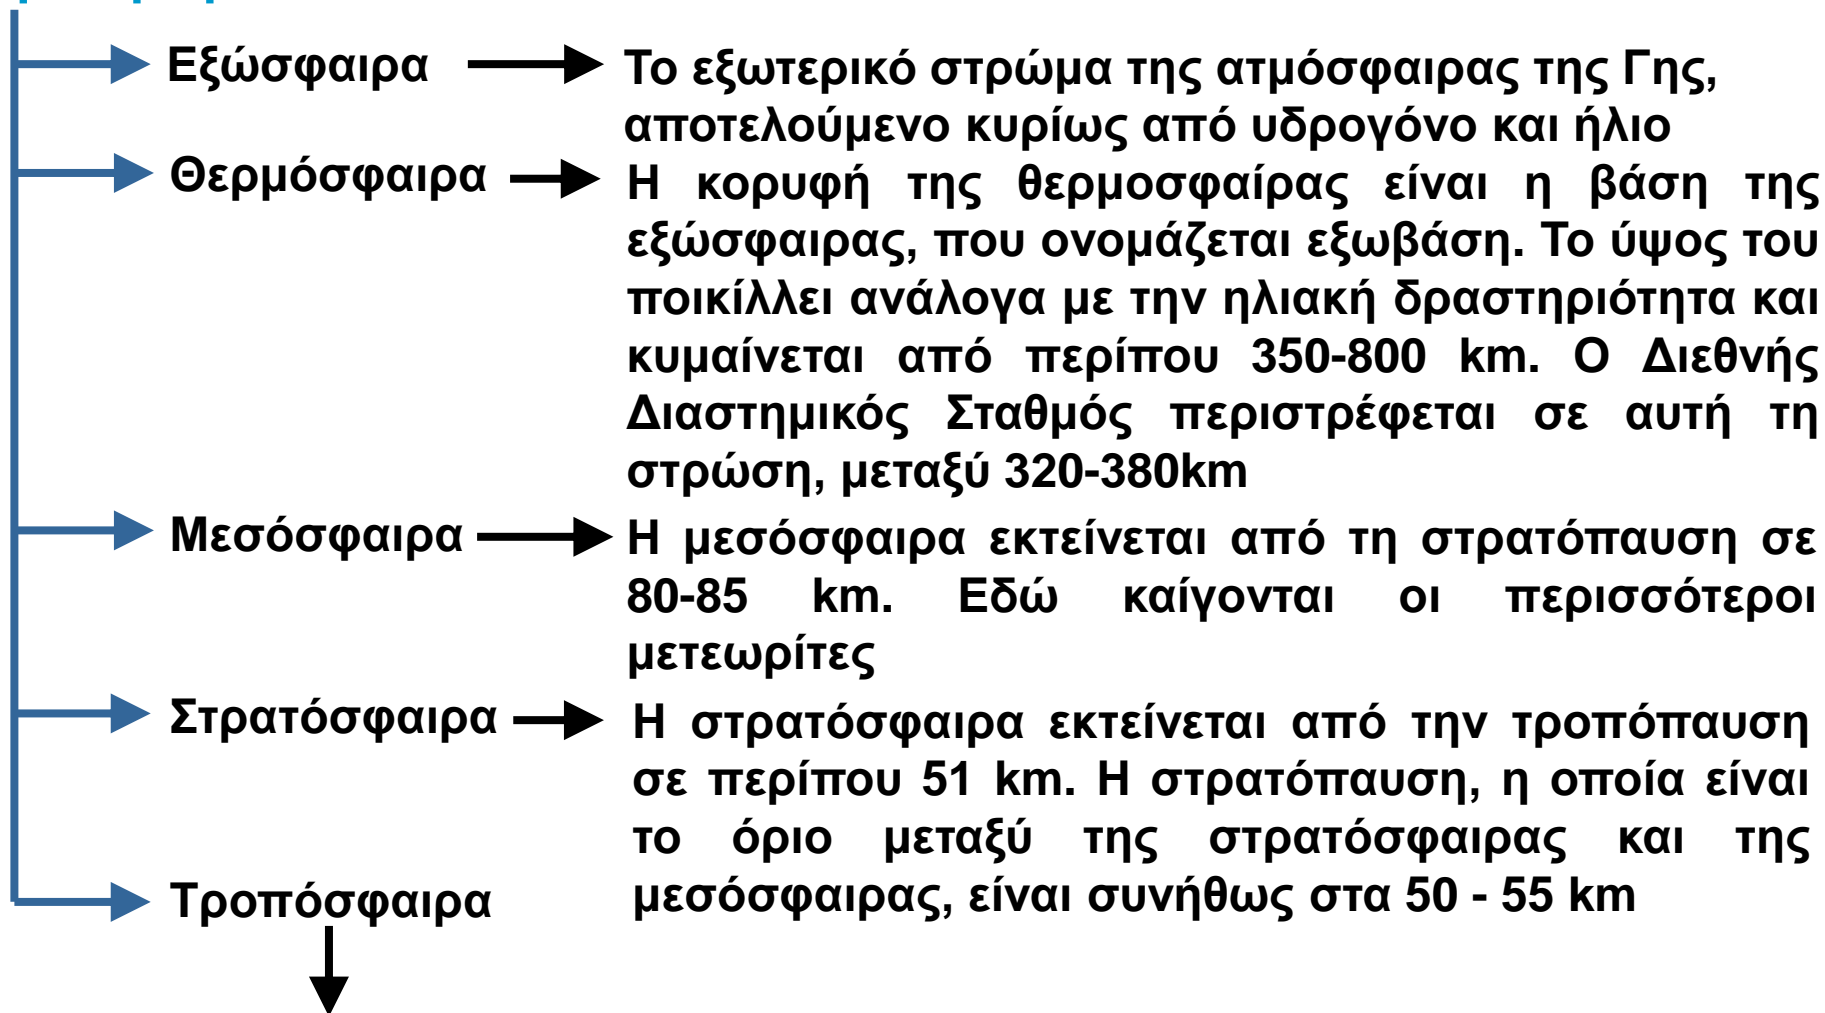 Εξώσφαιρα
Το εξωτερικό στρώμα της ατμόσφαιρας της Γης,
αποτελούμενο κυρίως από υδρογόνο και ήλιο
Θερμόσφαιρα
Η κορυφή της θερμοσφαίρας είναι η βάση της
εξώσφαιρας, που ονομάζεται εξωβάση. Το ύψος του
ποικίλλει ανάλογα με την ηλιακή δραστηριότητα και
κυμαίνεται από περίπου 350-800 km. Ο Διεθνής
Διαστημικός Σταθμός περιστρέφεται σε αυτή τη
στρώση, μεταξύ 320-380km
Μεσόσφαιρα
Η μεσόσφαιρα εκτείνεται από τη στρατόπαυση σε
80-85 km. Εδώ καίγονται οι περισσότεροι
μετεωρίτες
Στρατόσφαιρα
Η στρατόσφαιρα εκτείνεται από την τροπόπαυση
σε περίπου 51 km. Η στρατόπαυση, η οποία είναι
το όριο μεταξύ της στρατόσφαιρας και της
μεσόσφαιρας, είναι συνήθως στα 50 - 55 km
Τροπόσφαιρα